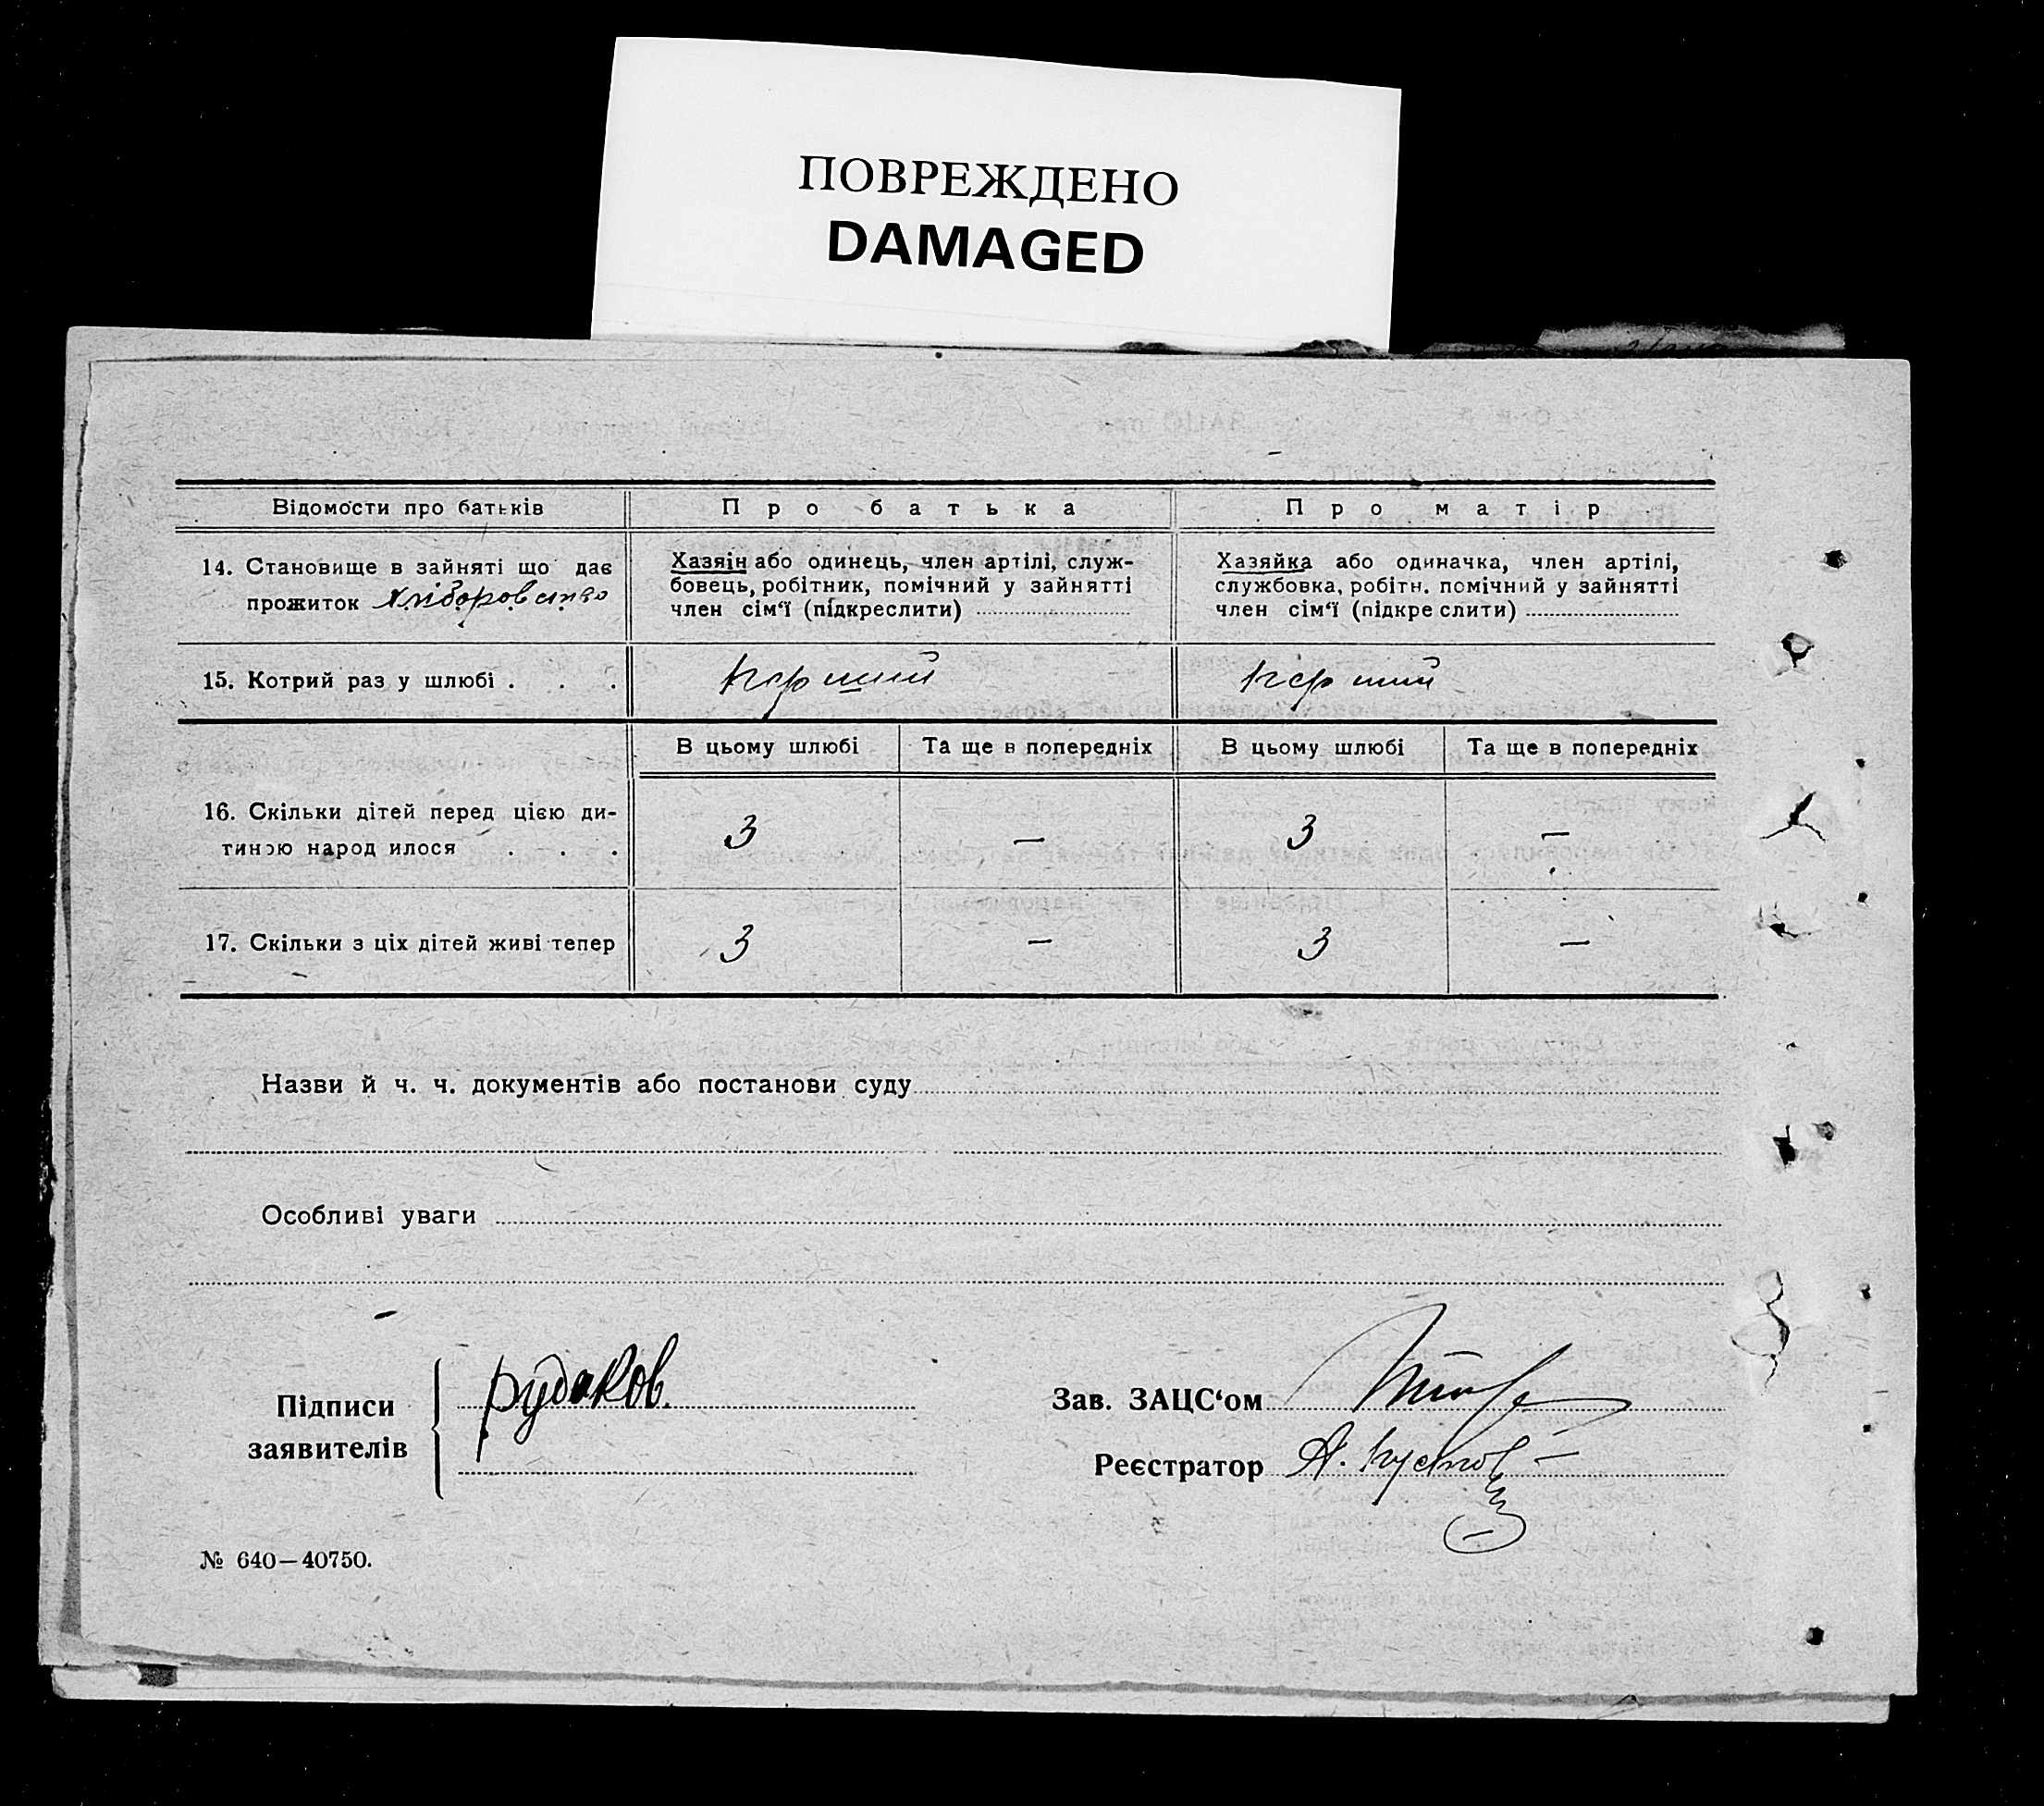 ПОВРЕЖДЕНО
DAMAGED
Відомости про батьків
Про батька
Про матір
14. Становище в зайняті що дає
прожиток хліборобство
Хазяїн або одинець, член артілі, служ-
бовець, робітник, помічний у зайнятті
член сім‘ї (підкреслити)
Хазяйка або одиначка, член артілі,
службовка, робітн. помічний у зайнятті
член сім‘ї (підкреслити)
15. Котрий раз у шлюбі . . .
перший
перший
В цьому шлюбі
Та ще в попередніх
В цьому шлюбі
Та ще в попередніх
16. Скільки дітей перед цією ди-
тиною народилося . . .
3
—
3
—
17. Скільки з ціх дітей живі тепер
3
—
3
—
Назви й ч. ч. документів або постанови суду
Особливі уваги
Підписи
заявителів
Рудаков.
Зав. ЗАЦС‘ом
Реєстратор А.
№ 640—40750.